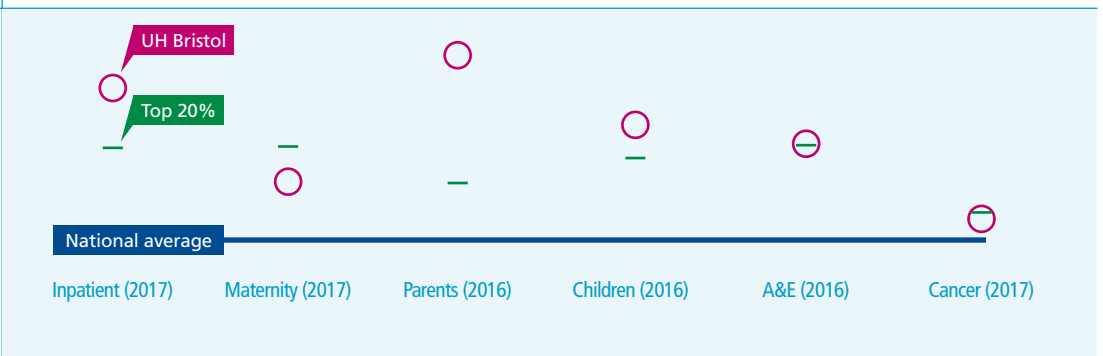 UH Bristol
Top 20%
National average
Inpatient (2017) Maternity (2017) Parents (2016) Children (2016) A&E (2016) Cancer (2017)